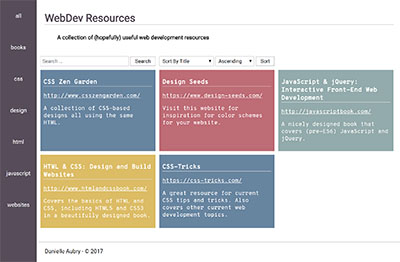 all
books
css
design
html
javascript
websites
WebDev Resources
A collection of (hopefully) useful web development resources
Search ...
Search
Sort By Title
Ascending
Sort
CSS Zen Garden
http://www.csszengarden.com/
A collection of CSS-based
designs all using the same
HTML.
Design Seeds
https://www.design-seeds.com/
Visit this website for
inspiration for color schemes
for your website.
JavaScript & jQuery:
Interactive Front-End Web
Development
http://javascriptbook.com/
A nicely designed book that
covers (pre-ES6) JavaScript and
jQuery.
HTML & CSS: Design and Build
Websites
http://www.htmlandcssbook.com/
Covers the basics of HTML and
CSS, including HTML5 and CSS3
in a beautifully designed book.
CSS-Tricks
https://css-tricks.com/
A great resource for current
CSS tips and tricks. Also
covers other current web
development topics.
Danielle Aubry - © 2017